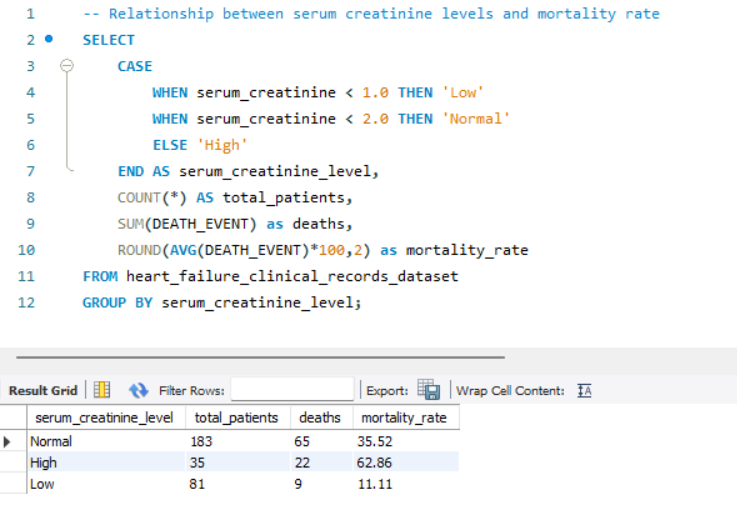 1 -- Relationship between serum creatinine levels and mortality rate
2 SELECT
3 CASE
4 WHEN serum_creatinine < 1.0 THEN 'Low'
5 WHEN serum_creatinine < 2.0 THEN 'Normal'
6 ELSE 'High'
7 END AS serum_creatinine_level,
8 COUNT(*) AS total_patients,
9 SUM(DEATH_EVENT) as deaths,
10 ROUND(AVG(DEATH_EVENT)*100,2) as mortality_rate
11 FROM heart_failure_clinical_records_dataset
12 GROUP BY serum_creatinine_level;
Result Grid Filter Rows: Export: Wrap Cell Content: IA
serum_creatinine_level total_patients deaths mortality_rate
Normal 183 65 35.52
High 35 22 62.86
Low 81 9 11.11